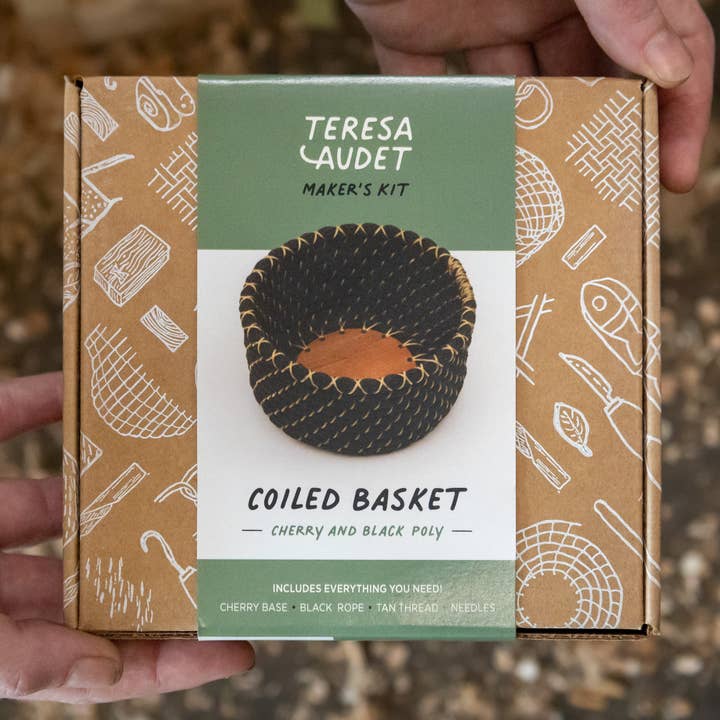 TERESA
AUDET
MAKER'S KIT
COILED BASKET
— CHERRY AND BLACK POLY —
INCLUDES EVERYTHING YOU NEED!
CHERRY BASE • BLACK ROPE • TAN THREAD • NEEDLES